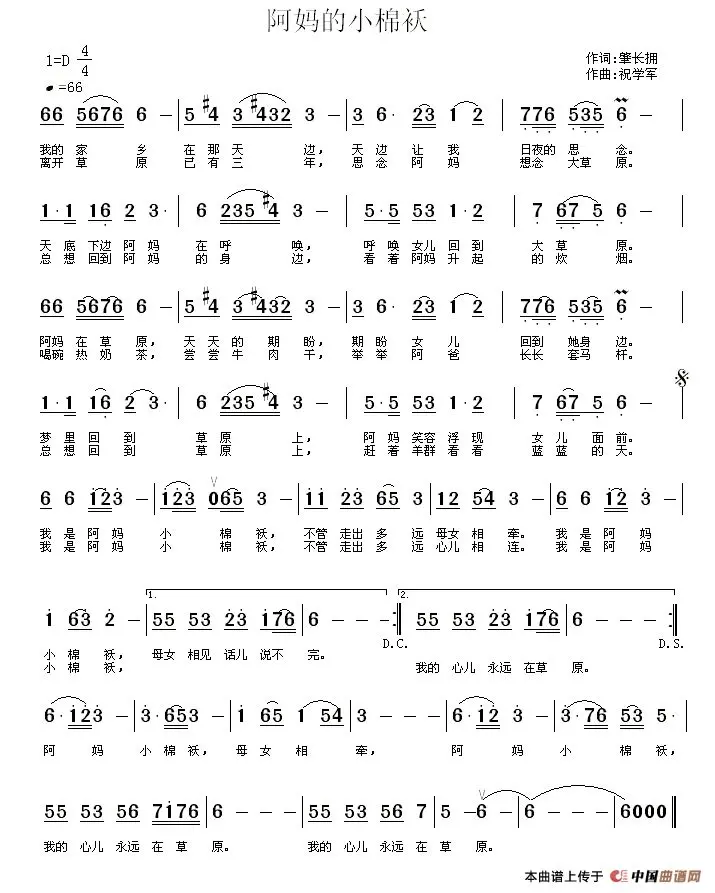 阿妈的小棉袄
1=D 4/4
作词:肇长拥
♩=66
作曲:祝学军
66 5676 6 - | 5 #4 3 #432 3 - | 3 6· 23 1 2 | 776 535 6 - |
我的 家 乡 在 那 天 边, 天 边 让 我 日夜的 思 念。
离开 草 原 已 有 三 年, 思 念 阿 妈 想念 大草 原。
1·1 16 2 3· | 6 235 #4 3 - | 5·5 53 1·2 | 7 67 5 6 - |
天 底 下边 阿 妈 在 呼 唤, 呼 唤 女儿 回 到 大 草 原。
总 想 回到 阿 妈 的 身 边, 看 着 阿妈 升 起 的 炊 烟。
66 5676 6 - | 5 #4 3 #432 3 - | 3 6· 23 1 2 | 776 535 6 - |
阿妈 在 草 原, 天 天 的 期 盼, 期 盼 女 儿 回到 她身 边。
喝碗 热 奶 茶, 尝 尝 牛 肉 干, 举 举 阿 爸 长长 套马 杆。
1·1 16 2 3· | 6 235 #4 3 - | 5·5 53 1·2 | 7 67 5 6 - |
梦 里 回 到 草 原 上, 阿 妈 笑容 浮 现 女 儿 面 前。
总 想 回 到 草 原 上, 赶 着 羊群 看 看 蓝 蓝 的 天。
6 6 123 - | 123 065 3 - | 11 23 65 3 | 12 54 3 - | 6 6 12 3 - |
我 是 阿 妈 小 棉 袄, 不管 走出 多 远 母女 相 牵。 我 是 阿 妈
我 是 阿 妈 小 棉 袄, 不管 走出 多 远 心儿 相 连。 我 是 阿 妈
1 63 2 - | 1. 55 53 23 176 | 6 - - - :‖ 2. 55 53 23 176 | 6 - - - :‖
D.C. D.S.
小 棉 袄, 母女 相见 话儿 说不 完。
小 棉 袄, 我的 心儿 永远 在草 原。
6·123 - | 3·653 - | 1 65 1 54 | 3 - - - | 6·12 3 - | 3·76 53 5· |
阿 妈 小 棉 袄, 母 女 相 牵, 阿 妈 小 棉 袄,
55 53 56 7176 | 6 - - - | 55 53 56 7 | 5 - 6 - | 6 - - - | 6000 ‖
我的 心儿 永远 在 草 原。 我的 心儿 永远 在 草 原。
本曲谱上传于 中国曲谱网